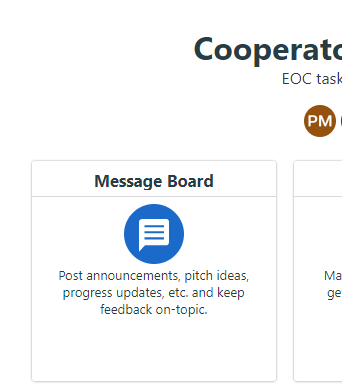 Cooperato
EOC task
PM
Message Board
Post announcements, pitch ideas,
progress updates, etc. and keep
feedback on-topic.
Ma
ge